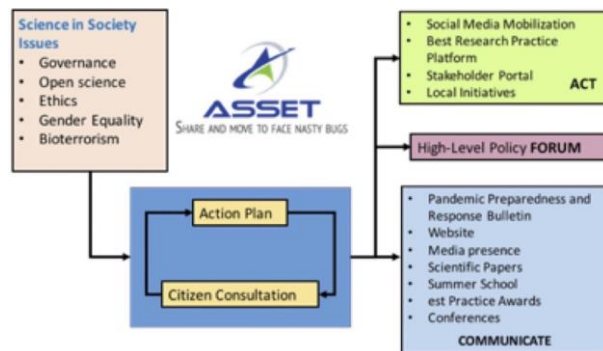 Science in Society
Issues
• Governance
• Open science
• Ethics
• Gender Equality
• Bioterrorism
ASSET
SHARE AND MOVE TO FACE NASTY BUGS
Action Plan
Citizen Consultation
• Social Media Mobilization
• Best Research Practice
Platform
• Stakeholder Portal
• Local Initiatives
ACT
High-Level Policy FORUM
• Pandemic Preparedness and
Response Bulletin
• Website
• Media presence
• Scientific Papers
• Summer School
• est Practice Awards
• Conferences
COMMUNICATE